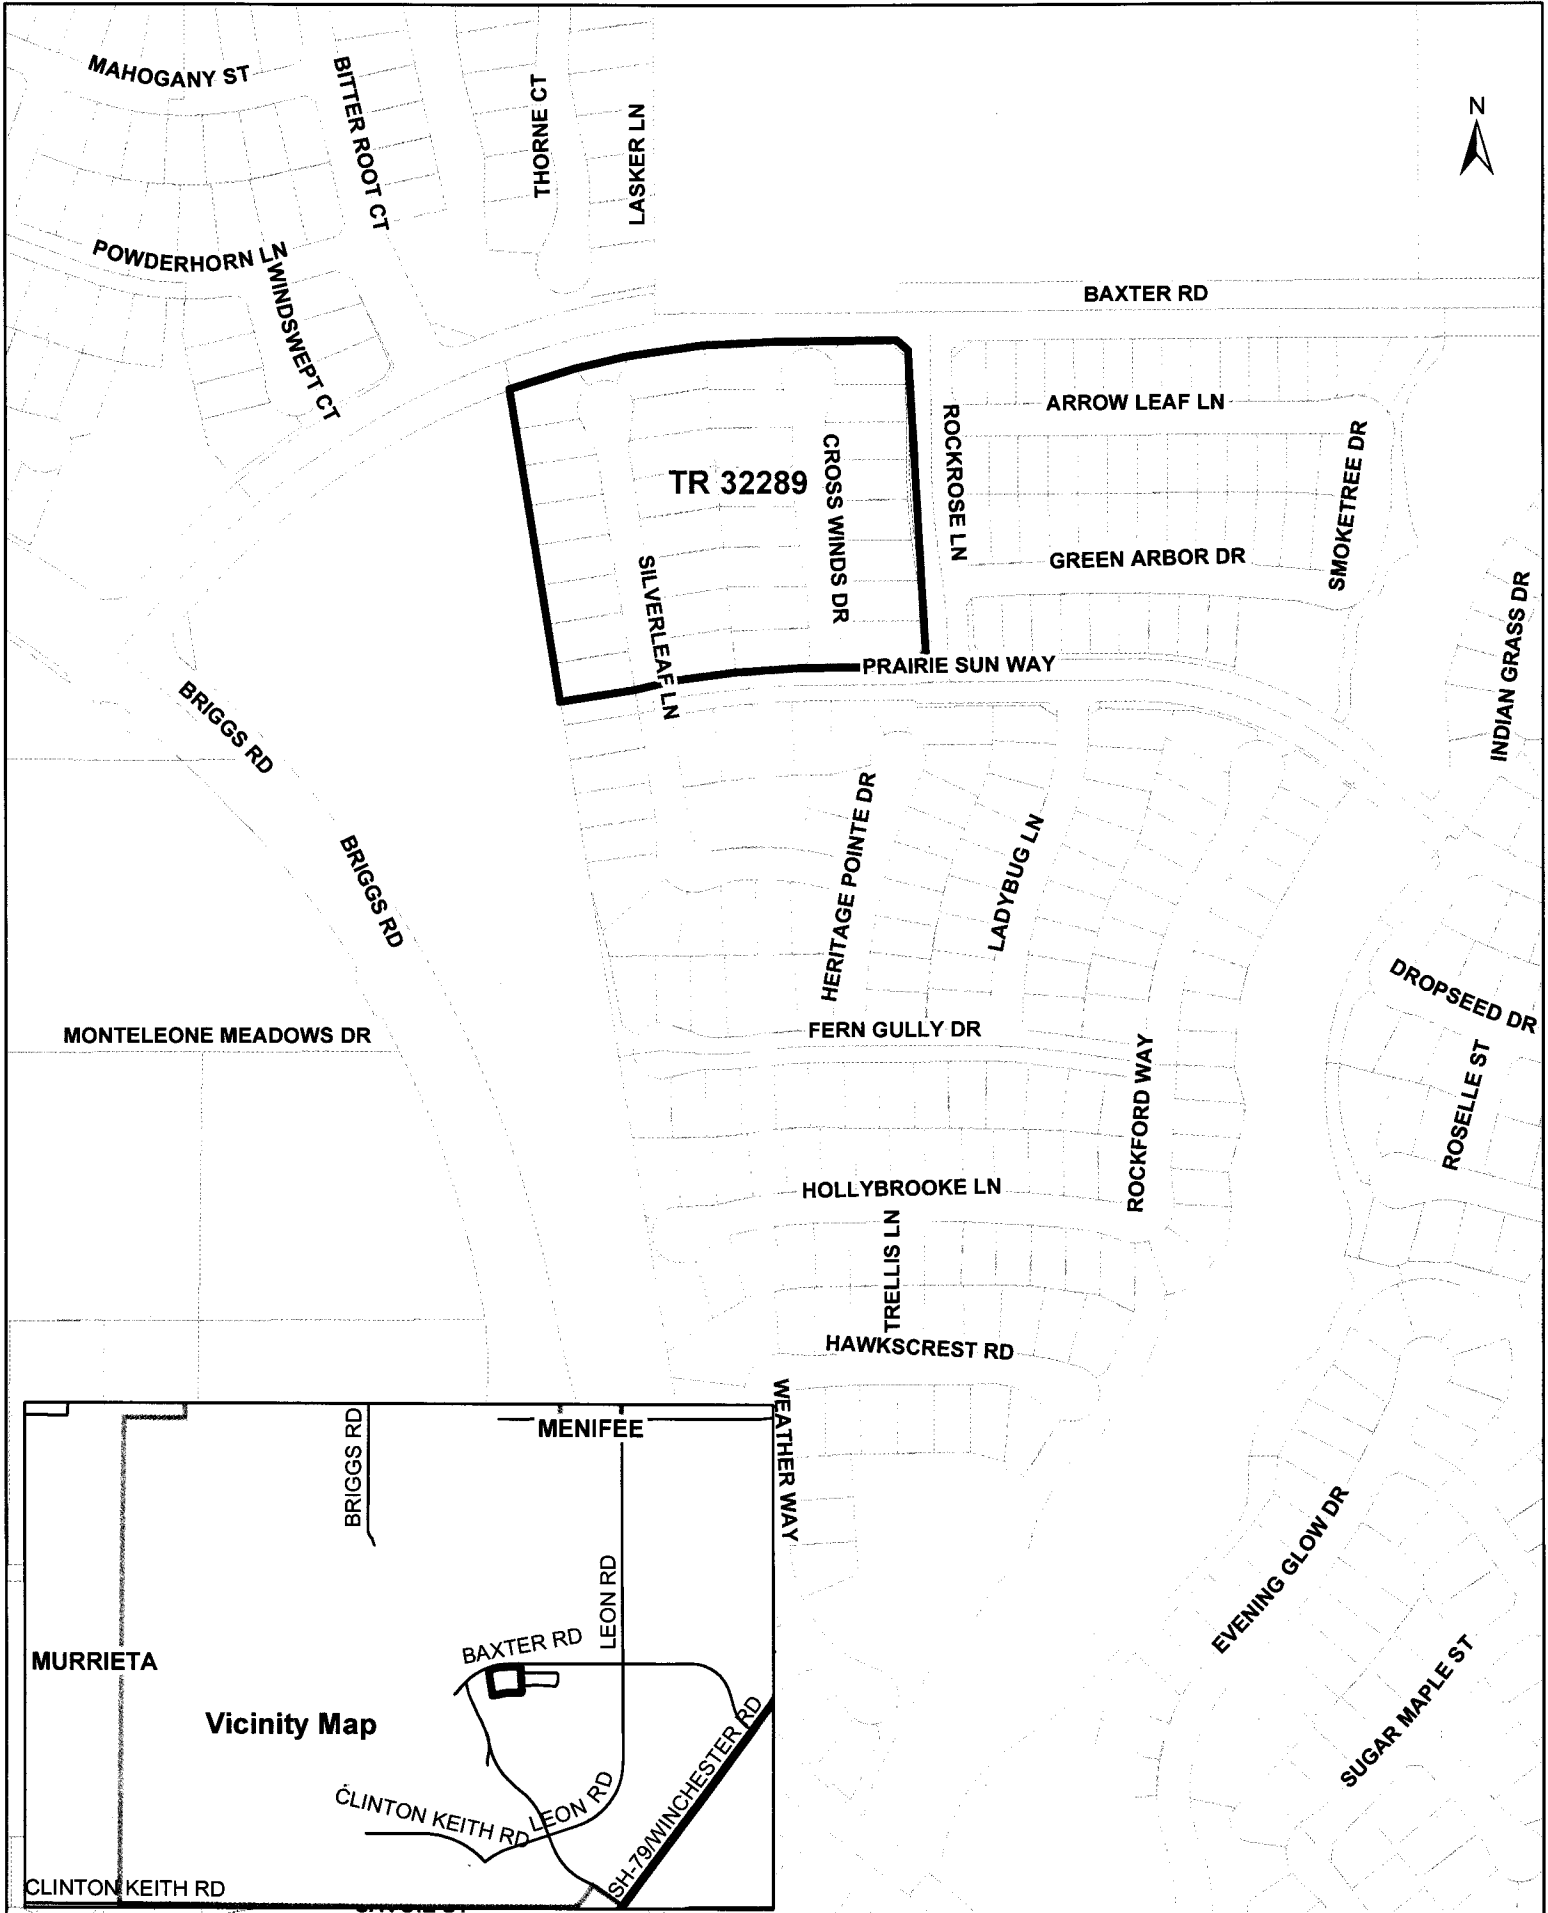 MAHOGANY ST
BITTER ROOT CT
THORNE CT
LASKER LN
N
POWDERHORN LN
WINDSWEPT CT
BAXTER RD
ARROW LEAF LN
ROCKROSE LN
SMOKETREE DR
TR 32289
CROSS WINDS DR
GREEN ARBOR DR
SILVERLEAF LN
INDIAN GRASS DR
PRAIRIE SUN WAY
BRIGGS RD
HERITAGE POINTE DR
LADYBUG LN
BRIGGS RD
DROPSEED DR
MONTELEONE MEADOWS DR
FERN GULLY DR
ROCKFORD WAY
ROSELLE ST
HOLLYBROOKE LN
TRELLIS LN
HAWKSCREST RD
WEATHER WAY
EVENING GLOW DR
SUGAR MAPLE ST
MENIFEE
BRIGGS RD
LEON RD
BAXTER RD
MURRIETA
Vicinity Map
CLINTON KEITH RD
LEON RD
SH-79/WINCHESTER RD
CLINTON KEITH RD